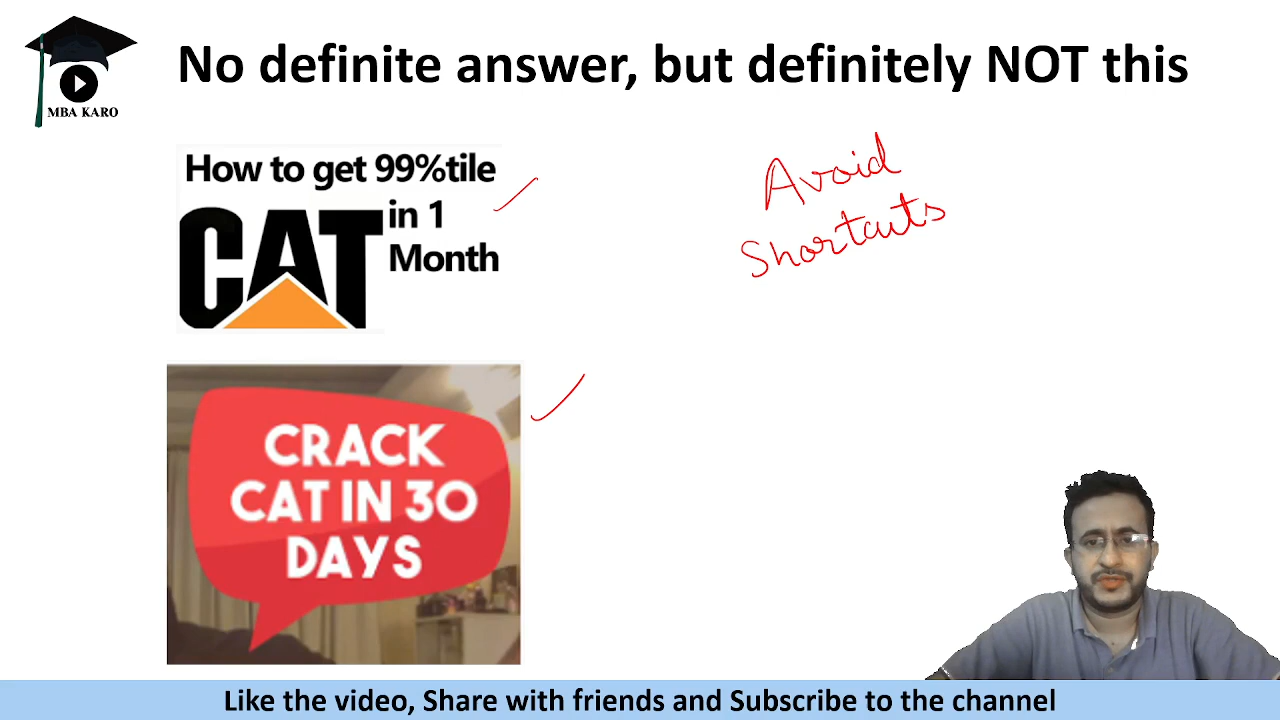 No definite answer, but definitely NOT this
MBA KARO
How to get 99%tile
in 1
CAT
Month
Avoid
Shortcuts
CRACK
CAT IN 30
DAYS
Like the video, Share with friends and Subscribe to the channel